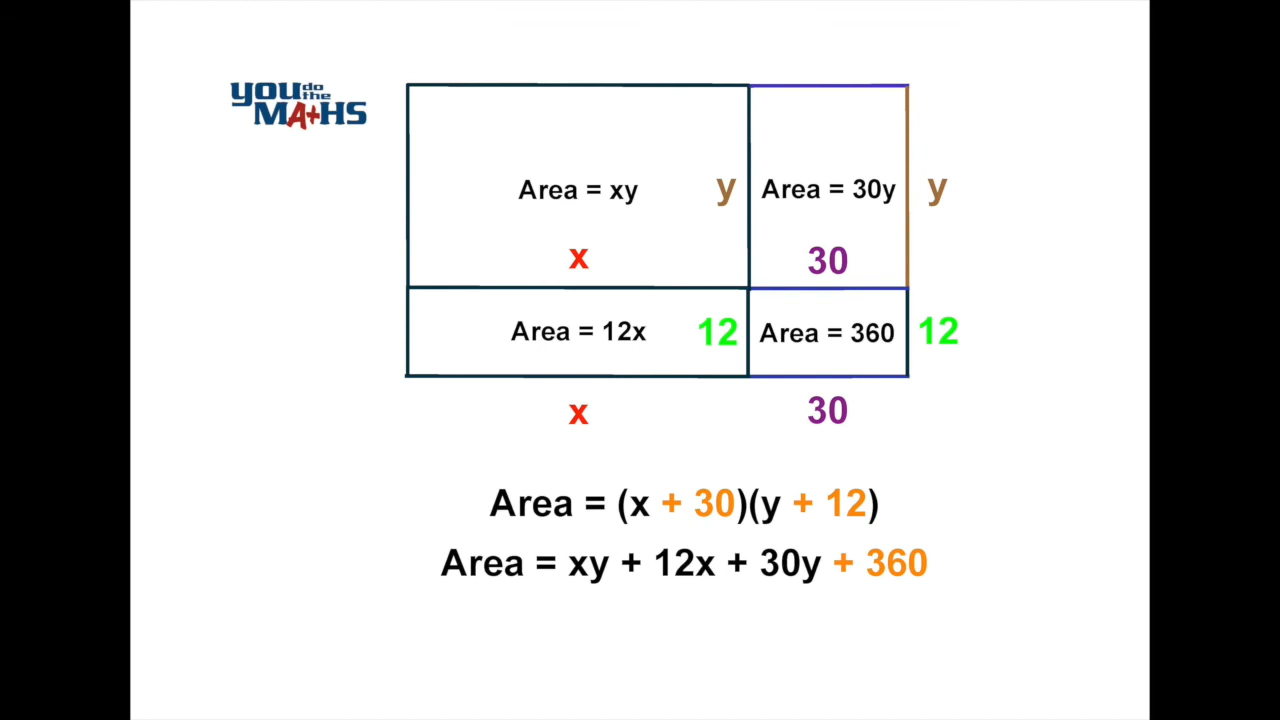 you do the
MATHS
Area = xy
y
Area = 30y
y
x
30
Area = 12x
12
Area = 360
12
x
30
Area = (x + 30)(y + 12)
Area = xy + 12x + 30y + 360